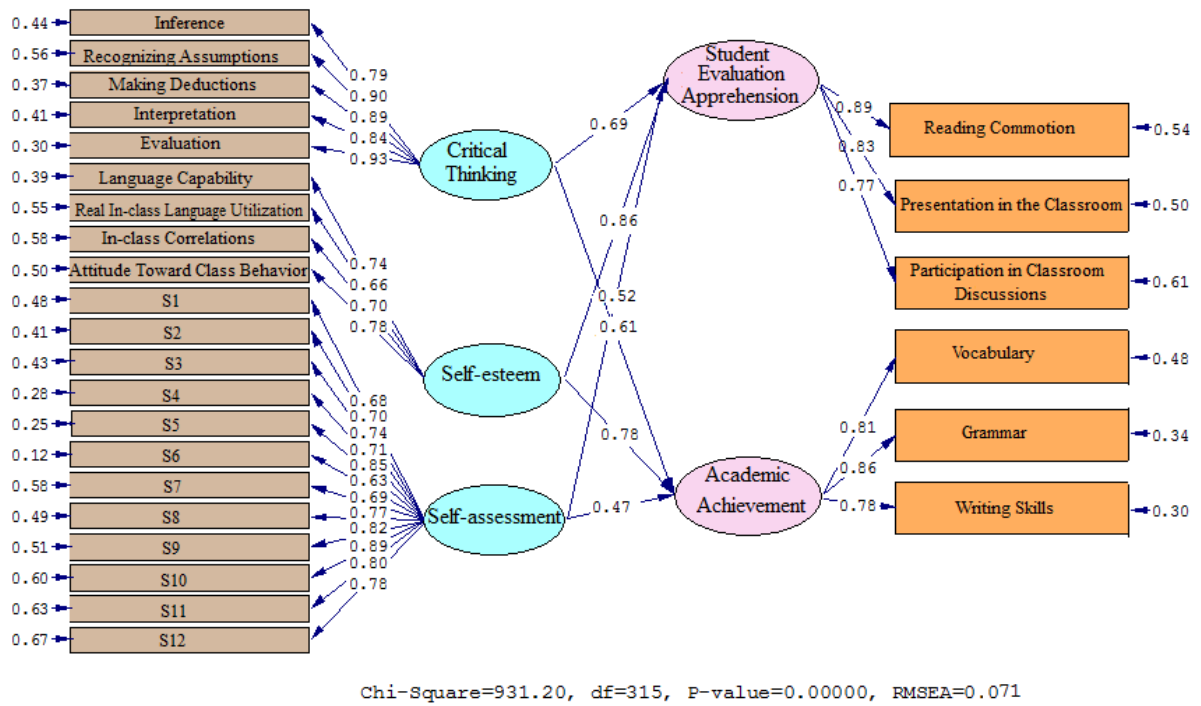 0.44
Inference
0.56
Recognizing Assumptions
0.37
Making Deductions
0.41
Interpretation
0.30
Evaluation
0.39
Language Capability
0.55
Real In-class Language Utilization
0.58
In-class Correlations
0.50
Attitude Toward Class Behavior
0.48
S1
0.41
S2
0.43
S3
0.28
S4
0.25
S5
0.12
S6
0.58
S7
0.49
S8
0.51
S9
0.60
S10
0.63
S11
0.67
S12
0.79
0.90
0.89
0.84
0.93
0.74
0.66
0.70
0.78
0.68
0.70
0.74
0.71
0.85
0.63
0.69
0.77
0.82
0.89
0.80
0.78
Critical
Thinking
Self-esteem
Self-assessment
0.69
0.86
0.52
0.61
0.78
0.47
Student
Evaluation
Apprehension
Academic
Achievement
0.89
0.83
0.77
0.81
0.86
0.78
Reading Commotion
0.54
Presentation in the Classroom
0.50
Participation in Classroom
Discussions
0.61
Vocabulary
0.48
Grammar
0.34
Writing Skills
0.30
Chi-Square=931.20, df=315, P-value=0.00000, RMSEA=0.071